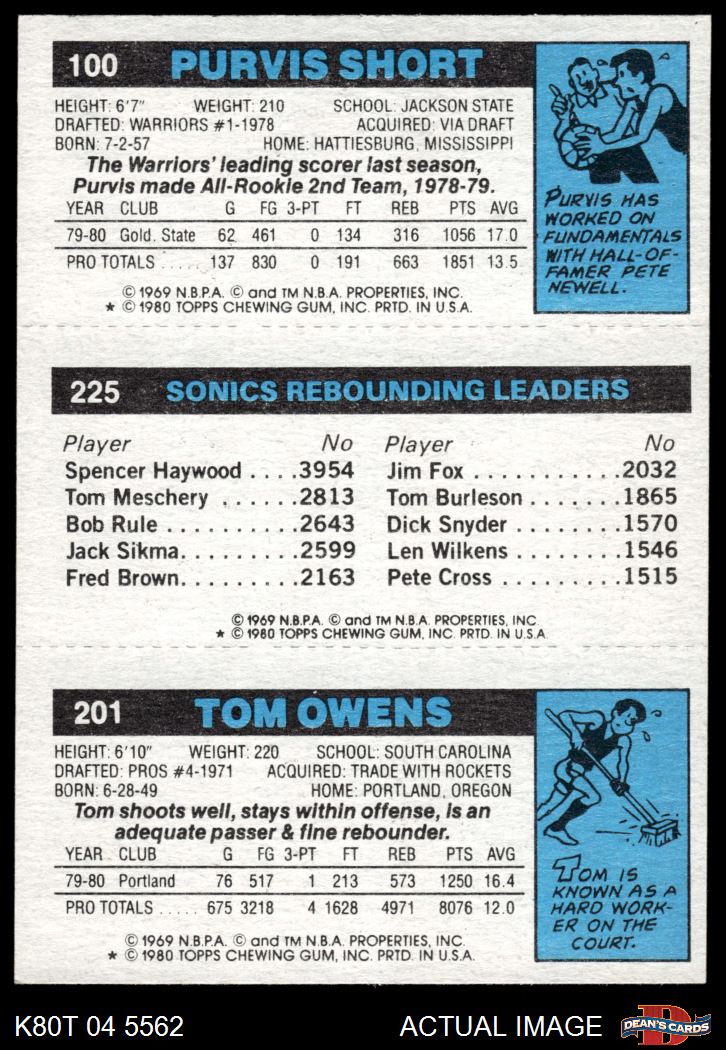 100 PURVIS SHORT
HEIGHT: 6'7" WEIGHT: 210 SCHOOL: JACKSON STATE
DRAFTED: WARRIORS #1-1978 ACQUIRED: VIA DRAFT
BORN: 7-2-57 HOME: HATTIESBURG, MISSISSIPPI
The Warriors' leading scorer last season,
Purvis made All-Rookie 2nd Team, 1978-79.
YEAR CLUB G FG 3-PT FT REB PTS AVG
79-80 Gold. State 62 461 0 134 316 1056 17.0
PRO TOTALS ..... 137 830 0 191 663 1851 13.5
© 1969 N.B.P.A. © and TM N.B.A. PROPERTIES, INC.
★ © 1980 TOPPS CHEWING GUM, INC. PRTD. IN U.S.A.
PURVIS HAS
WORKED ON
FUNDAMENTALS
WITH HALL-OF-
FAMER PETE
NEWELL.
225 SONICS REBOUNDING LEADERS
Player No Player No
Spencer Haywood ....3954 Jim Fox ...........2032
Tom Meschery ......2813 Tom Burleson .......1865
Bob Rule ..........2643 Dick Snyder ........1570
Jack Sikma.........2599 Len Wilkens ........1546
Fred Brown.........2163 Pete Cross .........1515
© 1969 N.B.P.A. © and TM N.B.A. PROPERTIES, INC
★ © 1980 TOPPS CHEWING GUM, INC. PRTD. IN U.S.A
201 TOM OWENS
HEIGHT: 6'10" WEIGHT: 220 SCHOOL: SOUTH CAROLINA
DRAFTED: PROS #4-1971 ACQUIRED: TRADE WITH ROCKETS
BORN: 6-28-49 HOME: PORTLAND, OREGON
Tom shoots well, stays within offense, is an
adequate passer & fine rebounder.
YEAR CLUB G FG 3-PT FT REB PTS AVG
79-80 Portland 76 517 1 213 573 1250 16.4
PRO TOTALS ..... 675 3218 4 1628 4971 8076 12.0
© 1969 N.B.P.A. © and TM N.B.A. PROPERTIES, INC.
★ © 1980 TOPPS CHEWING GUM, INC. PRTD. IN U.S.A.
TOM IS
KNOWN AS A
HARD WORK-
ER ON THE
COURT.
K80T 04 5562 ACTUAL IMAGE D DEAN'S CARDS